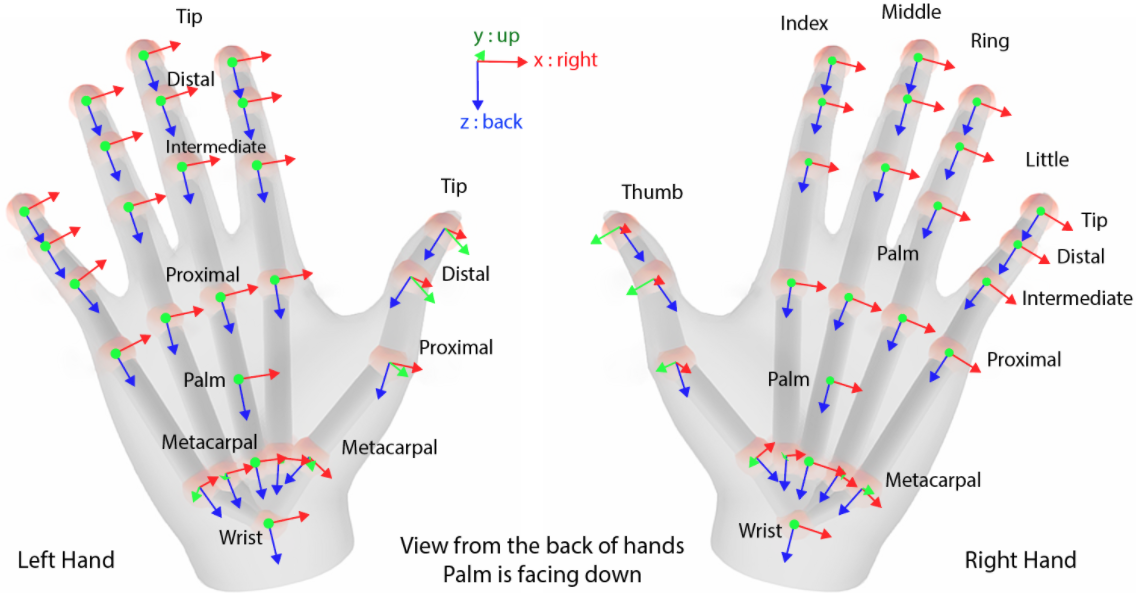 Tip
Distal
Intermediate
Tip
Distal
Proximal
Proximal
Palm
Metacarpal
Metacarpal
Wrist
Left Hand
y : up
x : right
z : back
View from the back of hands
Palm is facing down
Index
Middle
Ring
Little
Thumb
Tip
Distal
Palm
Intermediate
Proximal
Palm
Metacarpal
Wrist
Right Hand